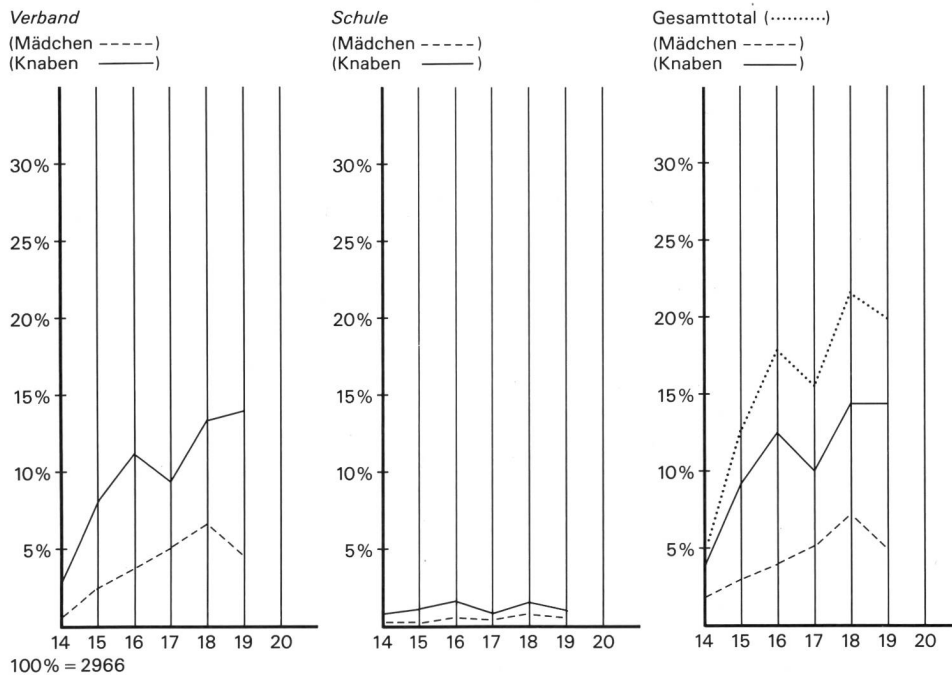 Verband
(Mädchen -----)
(Knaben ——)
30%
25%
20%
15%
10%
5%
14 15 16 17 18 19 20
100% = 2966
Schule
(Mädchen -----)
(Knaben ——)
30%
25%
20%
15%
10%
5%
14 15 16 17 18 19 20
Gesamttotal (··········)
(Mädchen -----)
(Knaben ——)
30%
25%
20%
15%
10%
5%
14 15 16 17 18 19 20